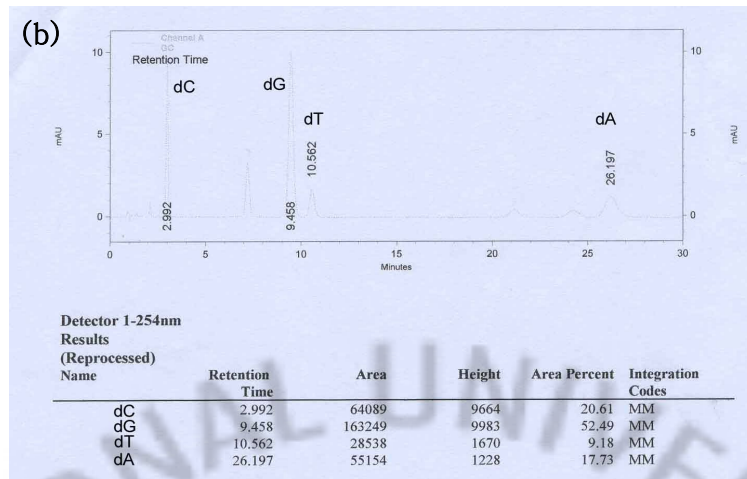 (b)
Channel A
GC
Retention Time
dC
dG
dT
dA
10.562
26.197
2.992
9.458
10
5
0
mAU
10
5
0
mAU
0 5 10 15 20 25 30
Minutes
Detector 1-254nm
Results
(Reprocessed)
Name Retention Time Area Height Area Percent Integration Codes
dC 2.992 64089 9664 20.61 MM
dG 9.458 163249 9983 52.49 MM
dT 10.562 28538 1670 9.18 MM
dA 26.197 55154 1228 17.73 MM
ONAL UNIVE